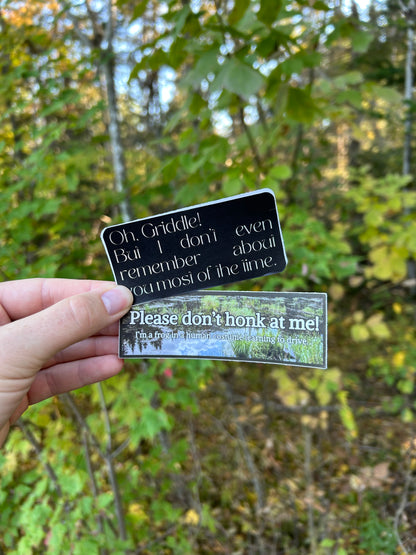 Oh, Griddle!
But I don't even
remember about
you most of the time.
Please don't honk at me!
I'm a frog in a human costume learning to drive.